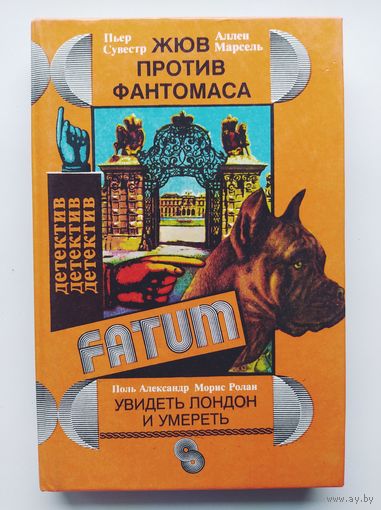 Пьер
Сувестр
Аллен
Марсель
ЖЮВ
ПРОТИВ
ФАНТОМАСА
детектив
детектив
детектив
FATUM
Поль Александр Морис Ролан
УВИДЕТЬ ЛОНДОН
И УМЕРЕТЬ
8
www.ay.by